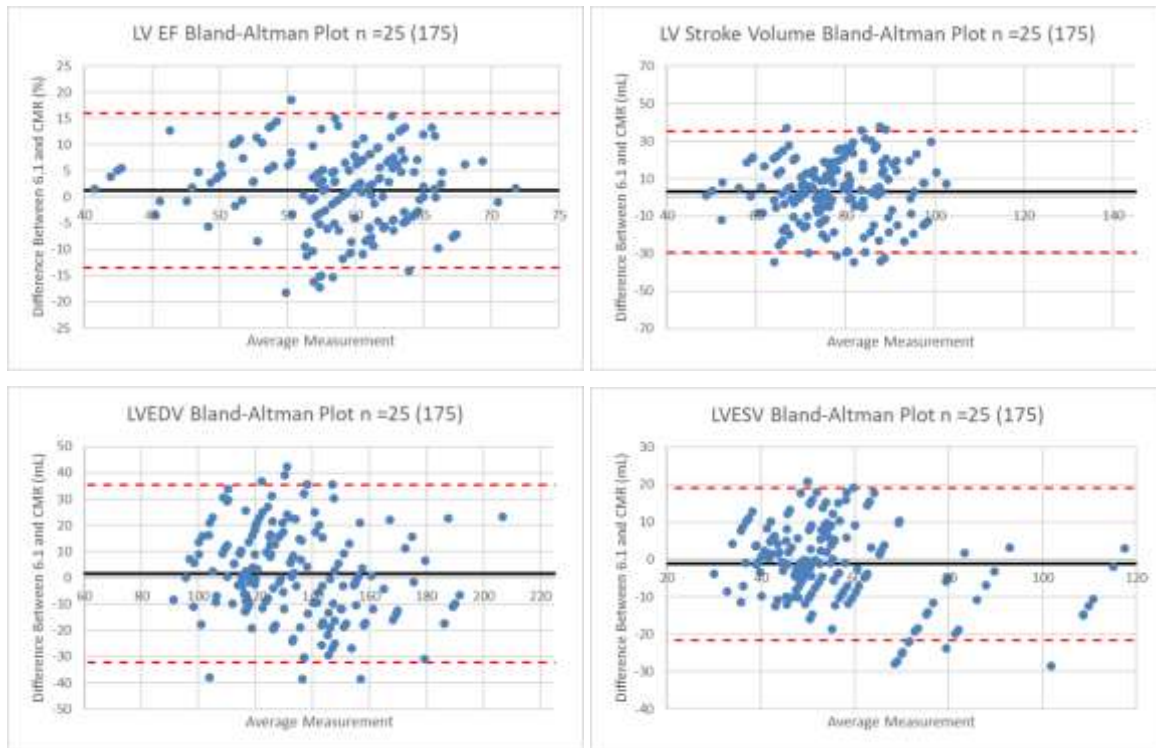 LV EF Bland-Altman Plot n =25 (175)
Difference Between 6.1 and CMR (%)
25
20
15
10
5
0
-5
-10
-15
-20
-25
40 45 50 55 60 65 70 75
Average Measurement
LV Stroke Volume Bland-Altman Plot n =25 (175)
Difference Between 6.1 and CMR (mL)
70
50
30
10
-10
-30
-50
-70
40 60 80 100 120 140
Average Measurement
LVEDV Bland-Altman Plot n =25 (175)
Difference Between 6.1 and CMR (mL)
50
40
30
20
10
0
-10
-20
-30
-40
-50
60 80 100 120 140 160 180 200 220
Average Measurement
LVESV Bland-Altman Plot n =25 (175)
Difference Between 6.1 and CMR (mL)
30
20
10
0
-10
-20
-30
-40
20 40 60 80 100 120
Average Measurement